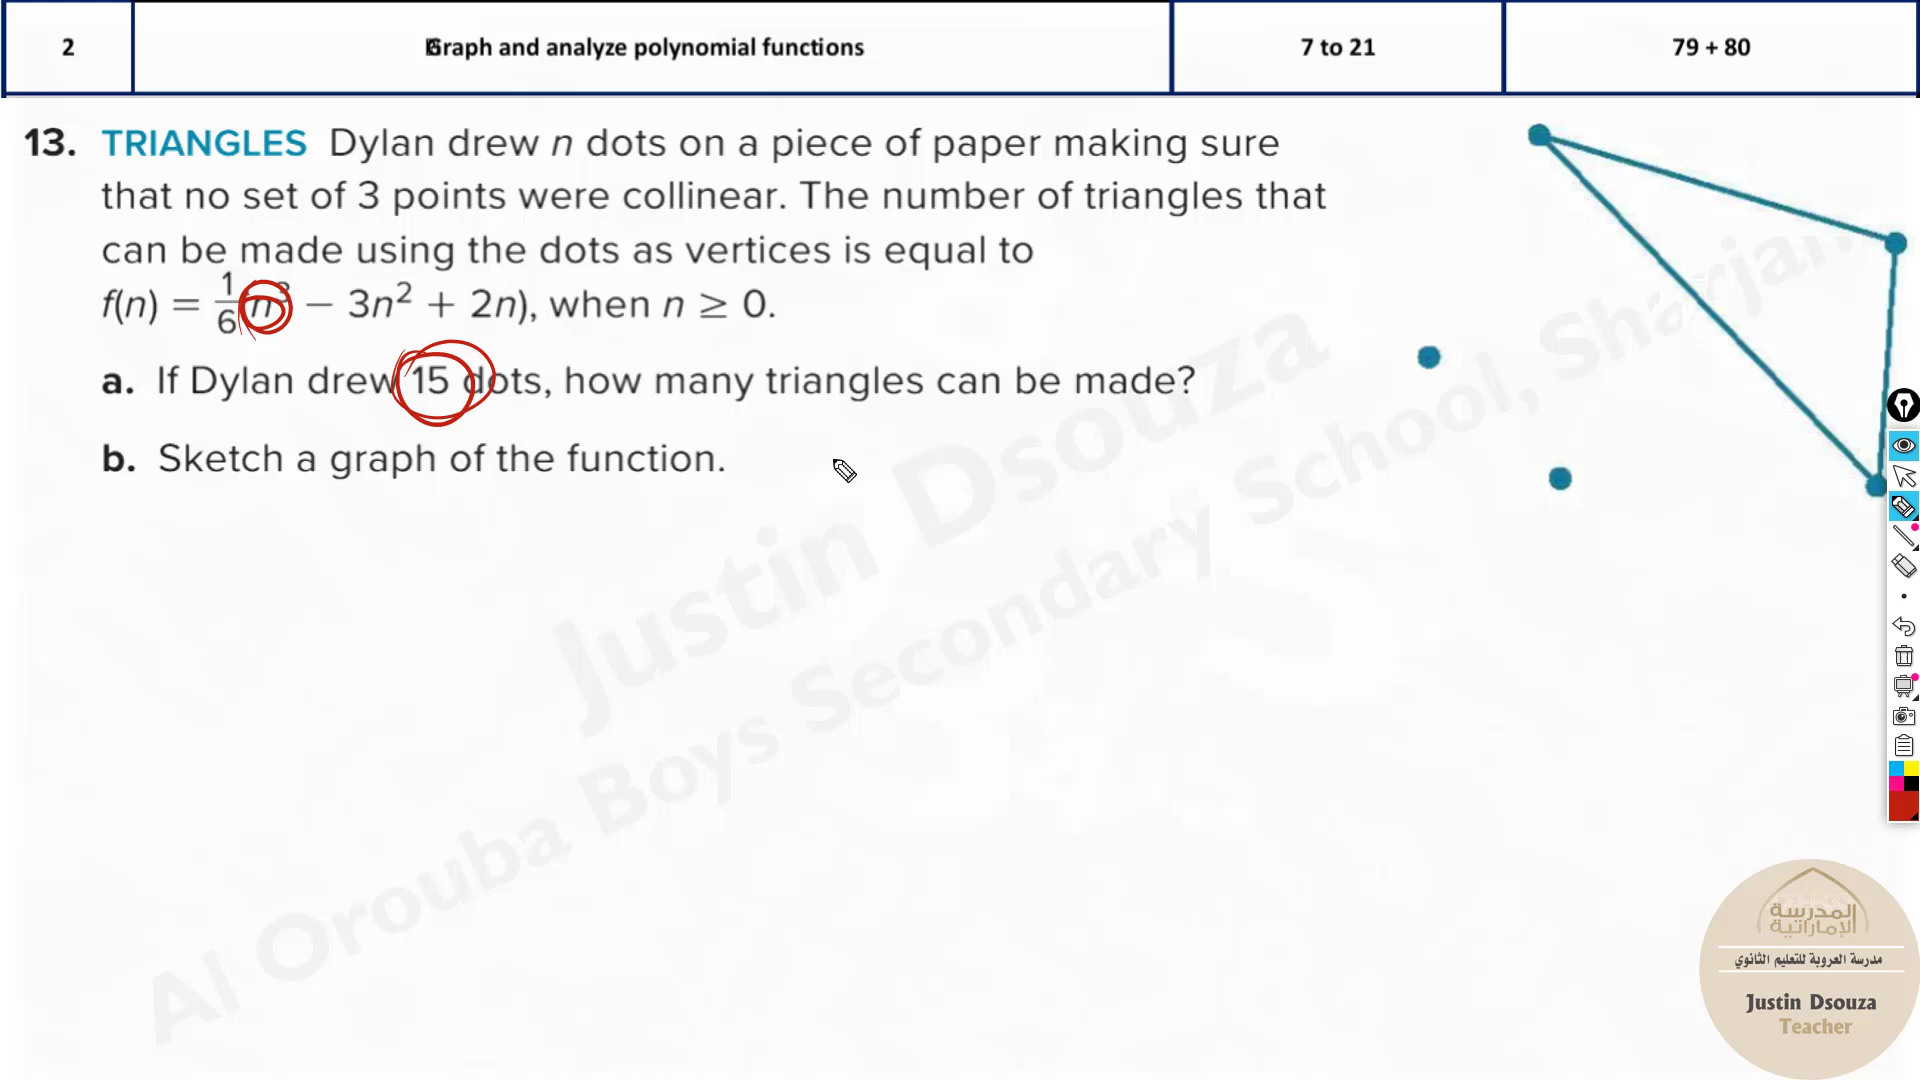 2
Graph and analyze polynomial functions
7 to 21
79 + 80
13. TRIANGLES Dylan drew n dots on a piece of paper making sure
that no set of 3 points were collinear. The number of triangles that
can be made using the dots as vertices is equal to
f(n) = 1/6(n³ − 3n² + 2n), when n ≥ 0.
a. If Dylan drew 15 dots, how many triangles can be made?
b. Sketch a graph of the function.
Justin Dsouza
Al Orouba Boys Secondary School, Sharjah
المدرسة
الإماراتية
مدرسة العروبة للتعليم الثانوي
Justin Dsouza
Teacher